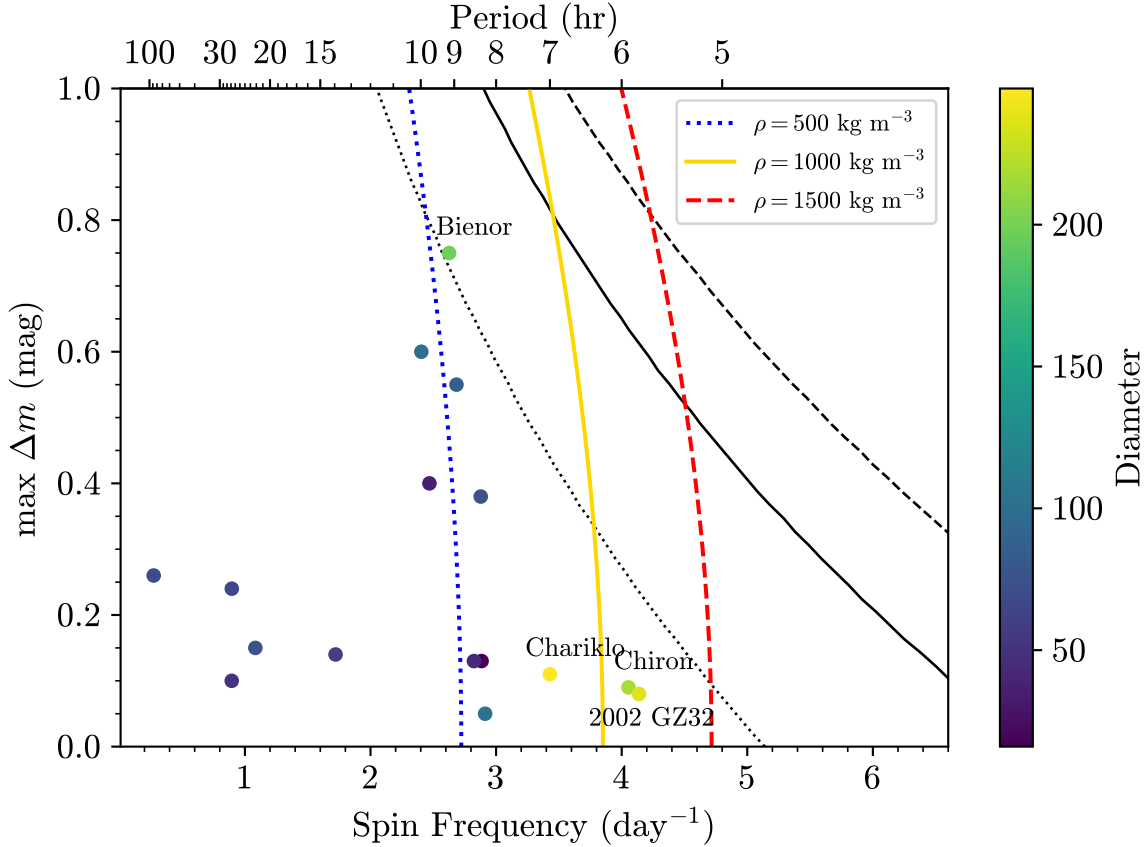 Period (hr)
100 30 20 15 10 9 8 7 6 5
1.0
0.8
0.6
0.4
0.2
0.0
max Δm (mag)
ρ = 500 kg m⁻³
ρ = 1000 kg m⁻³
ρ = 1500 kg m⁻³
Bienor
Chariklo
Chiron
2002 GZ32
1 2 3 4 5 6
Spin Frequency (day⁻¹)
200
150
100
50
Diameter